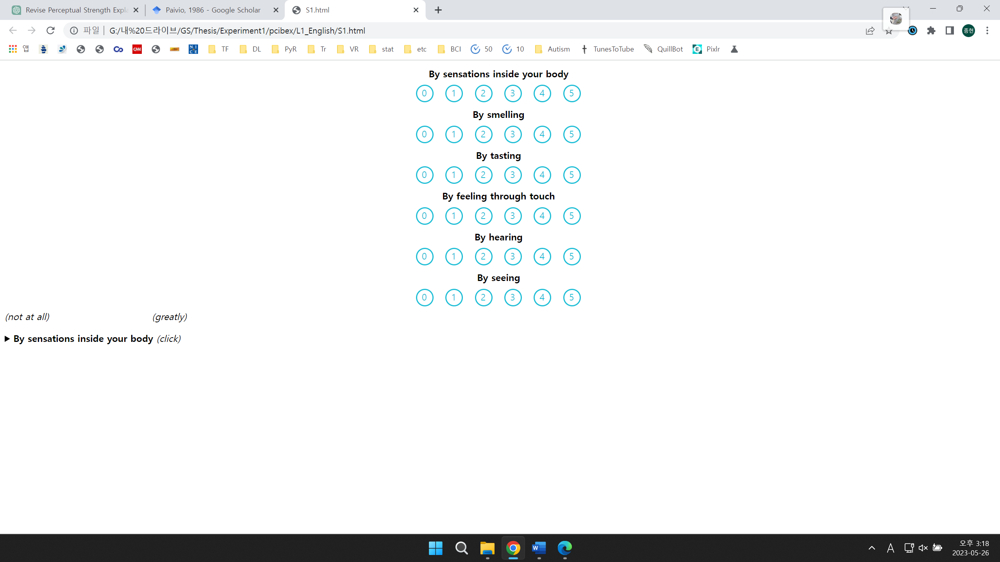 Revise Perceptual Strength Expla
Paivio, 1986 - Google Scholar
S1.html
파일 | G:/내%20드라이브/GS/Thesis/Experiment1/pcibex/L1_English/S1.html
종현
앱
CNN
NICE
TF
DL
PyR
Tr
VR
stat
etc
BCI
50
10
Autism
TunesToTube
QuillBot
E
Pixlr
By sensations inside your body
0 1 2 3 4 5
By smelling
0 1 2 3 4 5
By tasting
0 1 2 3 4 5
By feeling through touch
0 1 2 3 4 5
By hearing
0 1 2 3 4 5
By seeing
0 1 2 3 4 5
(not at all) (greatly)
By sensations inside your body (click)
W
A
오후 3:18
2023-05-26